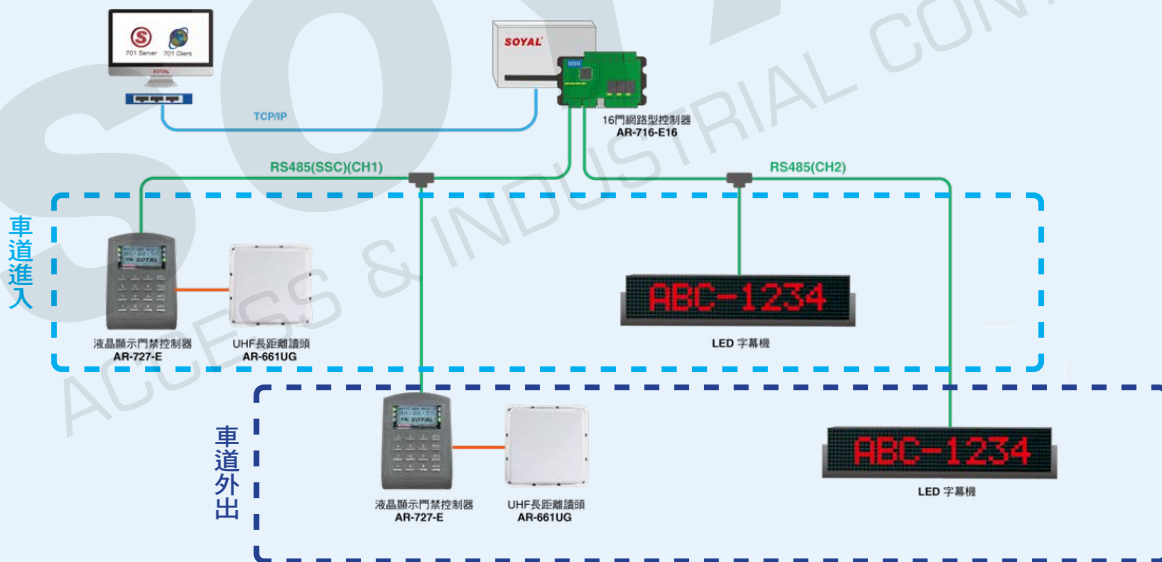 701 Server 701 Client
SOYAL
SOYAL
16門網路型控制器
AR-716-E16
TCP/IP
RS485(SSC)(CH1)
RS485(CH2)
車道進入
SOYAL
液晶顯示門禁控制器
AR-727-E
UHF長距離讀頭
AR-661UG
ABC-1234
LED 字幕機
車道外出
SOYAL
液晶顯示門禁控制器
AR-727-E
UHF長距離讀頭
AR-661UG
ABC-1234
LED 字幕機
ACCESS & INDUSTRIAL